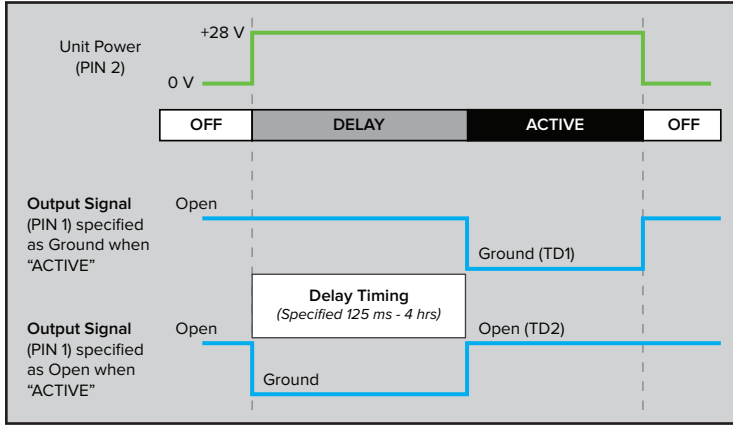 Unit Power
(PIN 2)
+28 V
0 V
OFF
DELAY
ACTIVE
OFF
Output Signal
(PIN 1) specified
as Ground when
“ACTIVE”
Open
Ground (TD1)
Delay Timing
(Specified 125 ms - 4 hrs)
Output Signal
(PIN 1) specified
as Open when
“ACTIVE”
Open
Ground
Open (TD2)